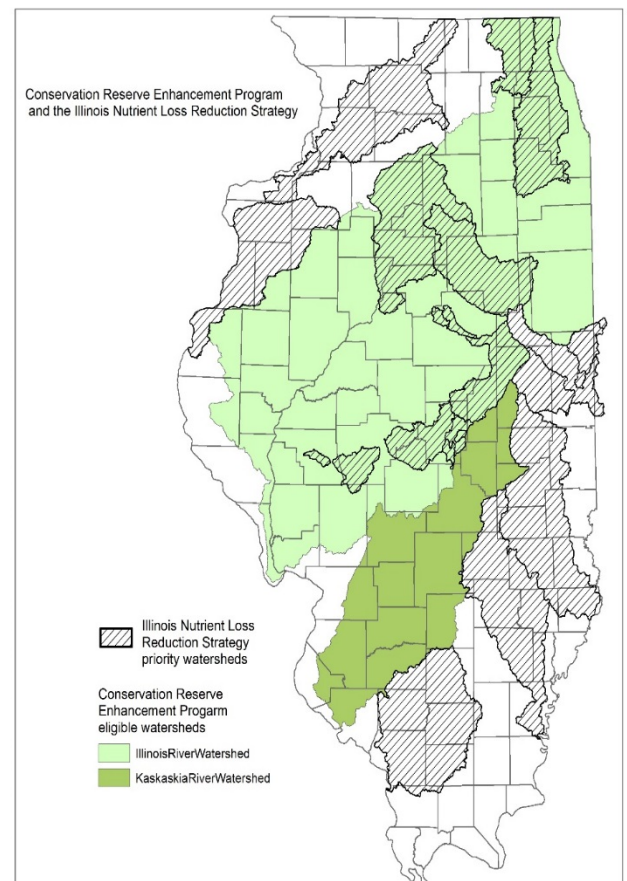 Conservation Reserve Enhancement Program
and the Illinois Nutrient Loss Reduction Strategy
Illinois Nutrient Loss
Reduction Strategy
priority watersheds
Conservation Reserve
Enhancement Progarm
eligible watersheds
IllinoisRiverWatershed
KaskaskiaRiverWatershed